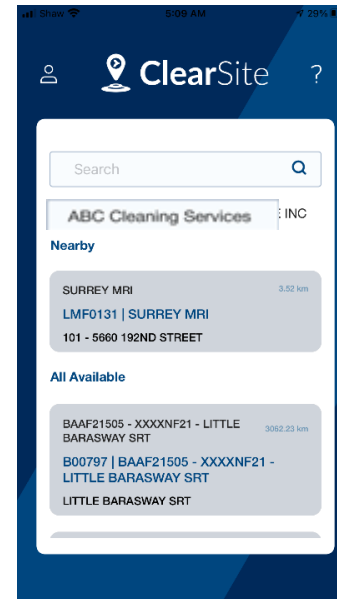 Shaw 5:09 AM 29%
ClearSite ?
Search
ABC Cleaning Services E INC
Nearby
SURREY MRI 3.52 km
LMF0131 | SURREY MRI
101 - 5660 192ND STREET
All Available
BAAF21505 - XXXXNF21 - LITTLE 3062.23 km
BARASWAY SRT
B00797 | BAAF21505 - XXXXNF21 -
LITTLE BARASWAY SRT
LITTLE BARASWAY SRT